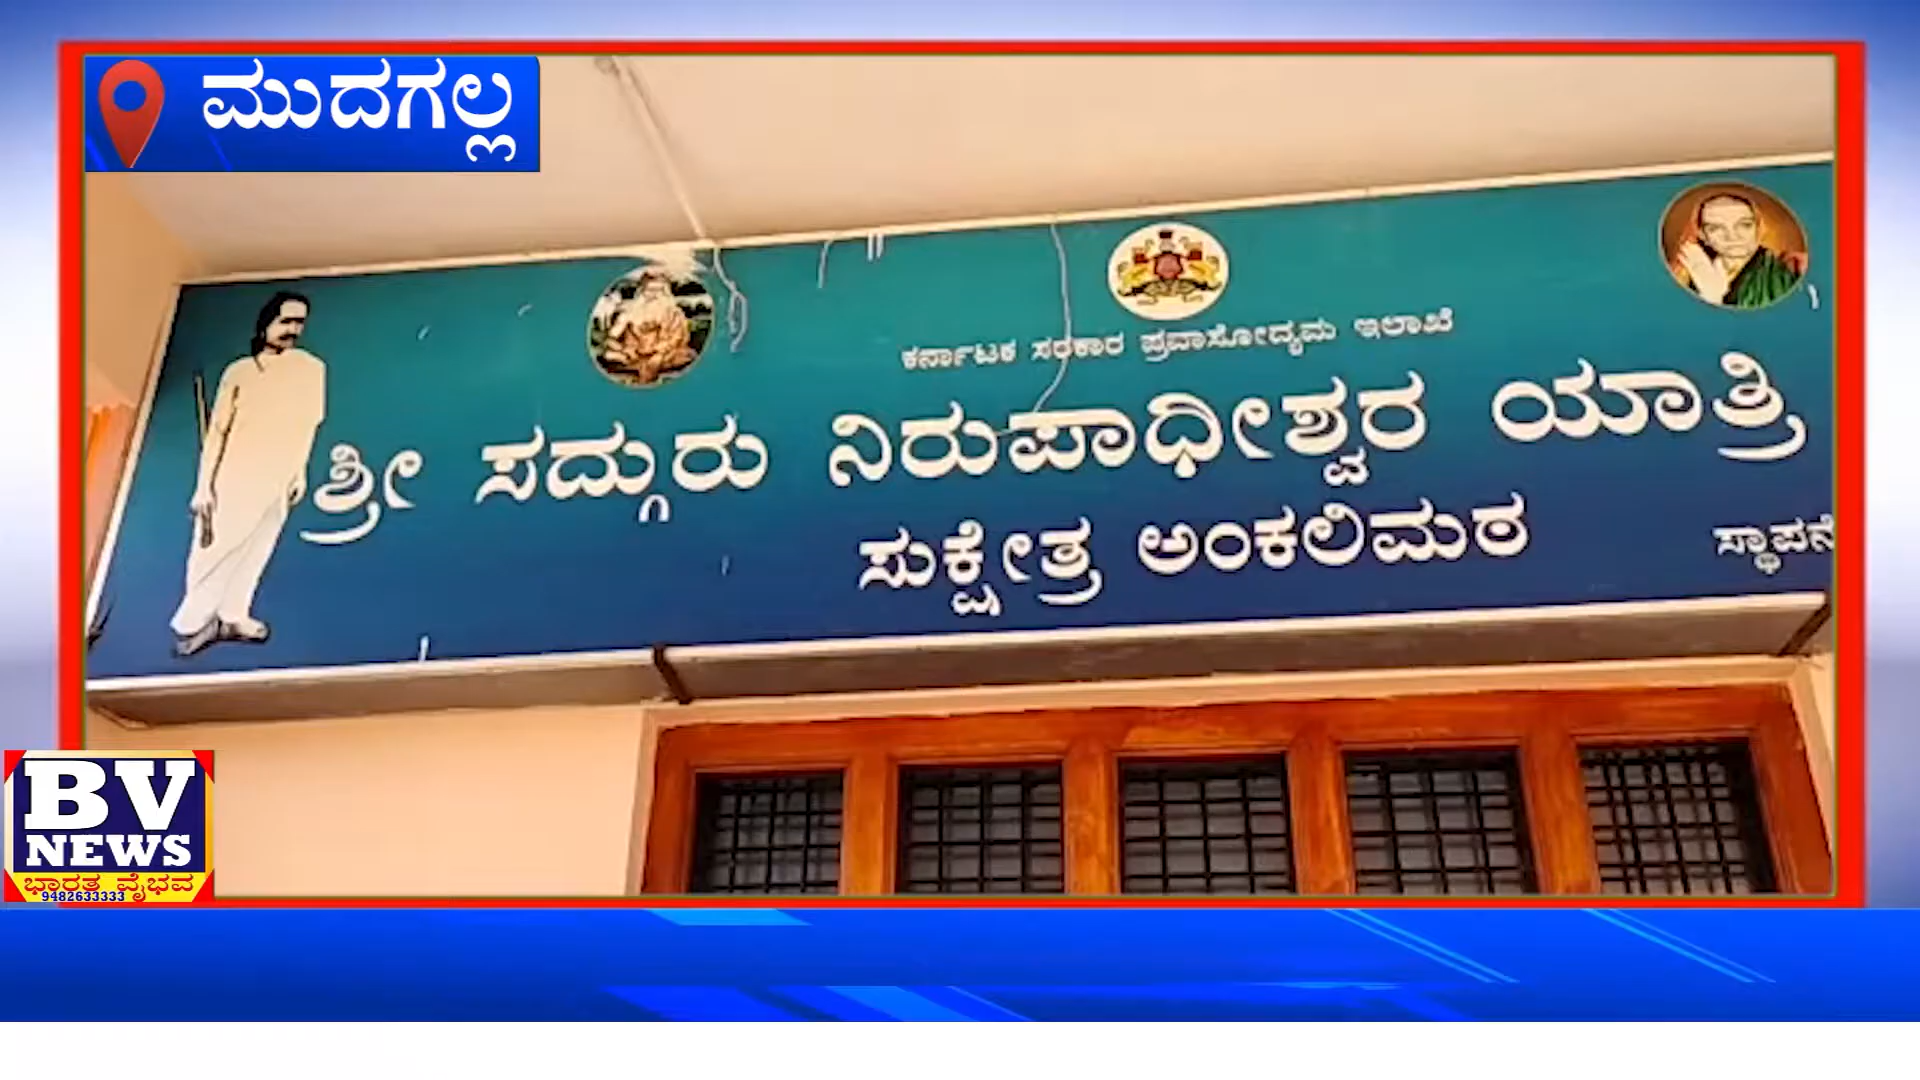 ಮುದಗಲ್ಲ
ಕರ್ನಾಟಕ ಸರಕಾರ ಪ್ರವಾಸೋದ್ಯಮ ಇಲಾಖೆ
ಶ್ರೀ ಸದ್ಗುರು ನಿರುಪಾಧೀಶ್ವರ ಯಾತ್ರಿ
ಸುಕ್ಷೇತ್ರ ಅಂಕಲಿಮಠ
ಸ್ಥಾಪನೆ
BV
NEWS
ಭಾರತ ವೈಭವ
9482633333